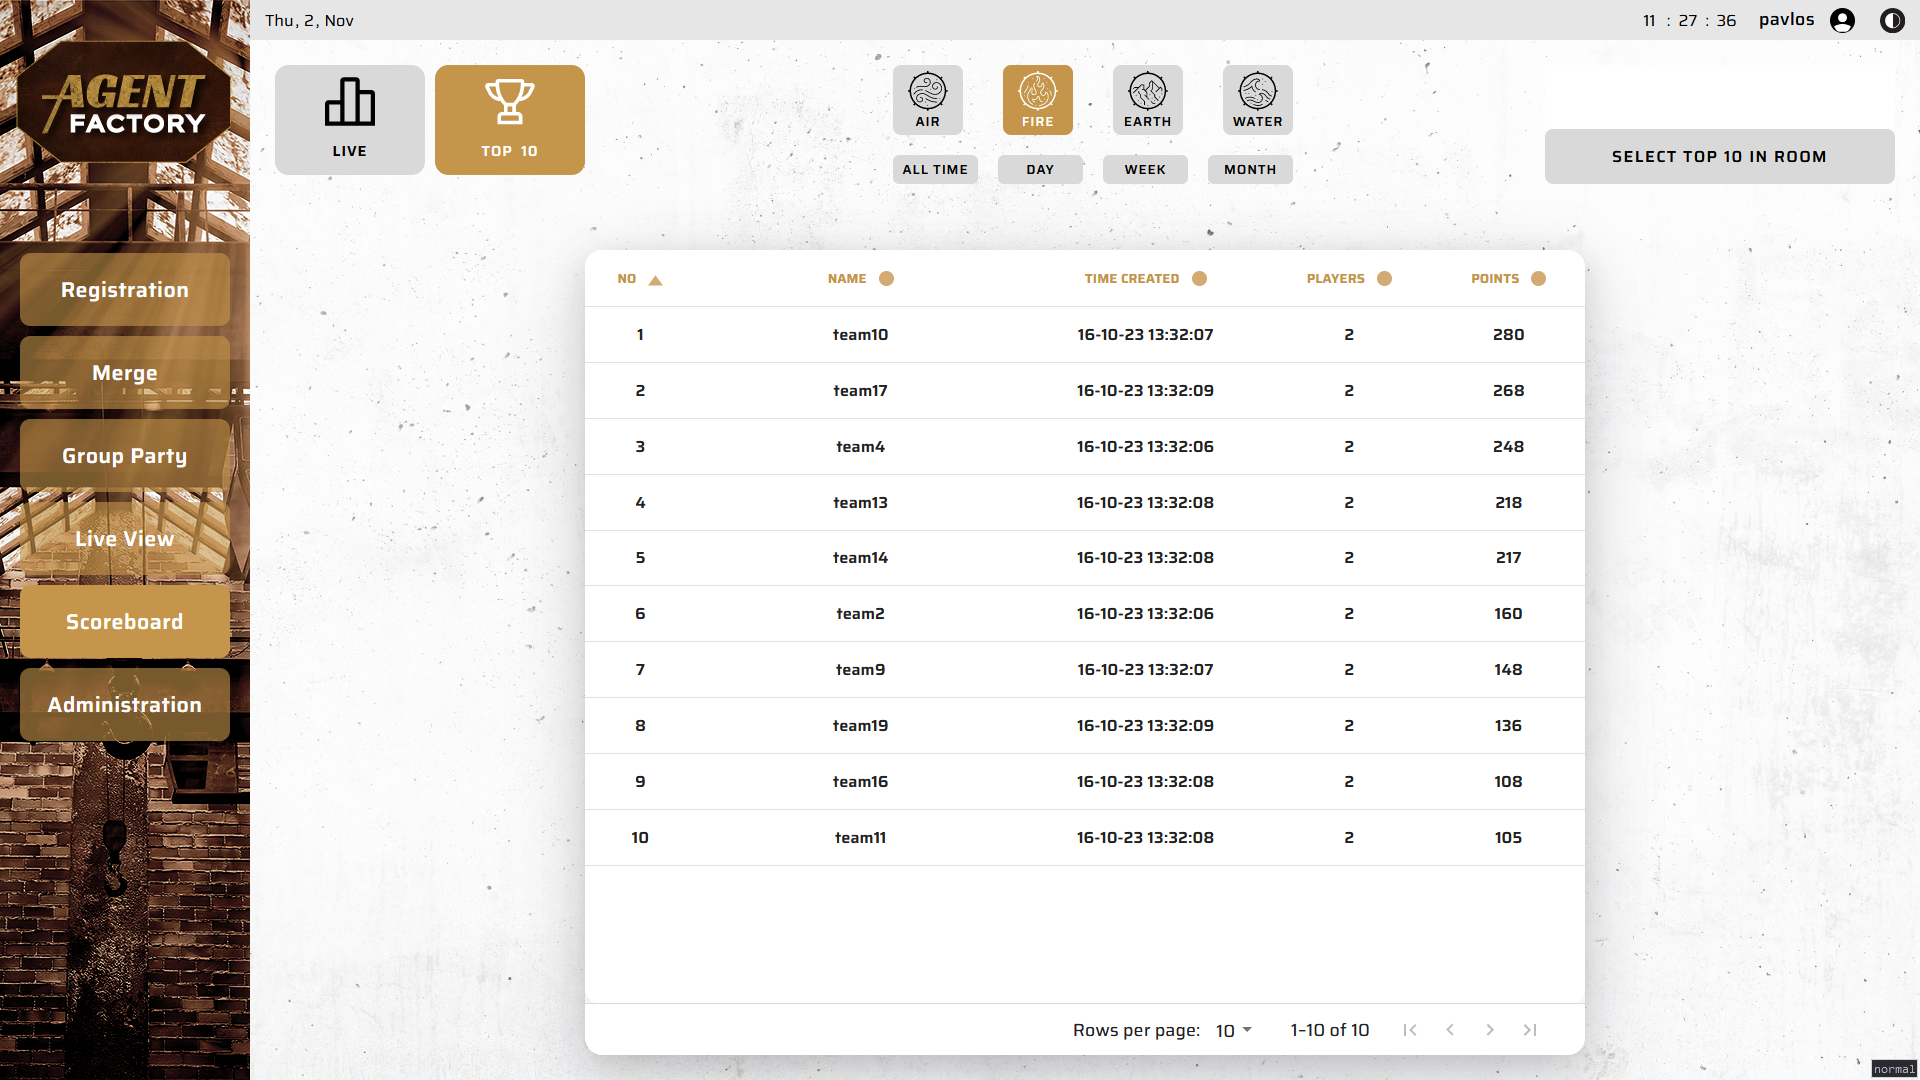 Thu, 2, Nov
11 : 27 : 36 pavlos
AGENT
FACTORY
Registration
Merge
Group Party
Live View
Scoreboard
Administration
LIVE
TOP 10
AIR
FIRE
EARTH
WATER
ALL TIME
DAY
WEEK
MONTH
SELECT TOP 10 IN ROOM
NO NAME TIME CREATED PLAYERS POINTS
1 team10 16-10-23 13:32:07 2 280
2 team17 16-10-23 13:32:09 2 268
3 team4 16-10-23 13:32:06 2 248
4 team13 16-10-23 13:32:08 2 218
5 team14 16-10-23 13:32:08 2 217
6 team2 16-10-23 13:32:06 2 160
7 team9 16-10-23 13:32:07 2 148
8 team19 16-10-23 13:32:09 2 136
9 team16 16-10-23 13:32:08 2 108
10 team11 16-10-23 13:32:08 2 105
Rows per page: 10 1–10 of 10
normal